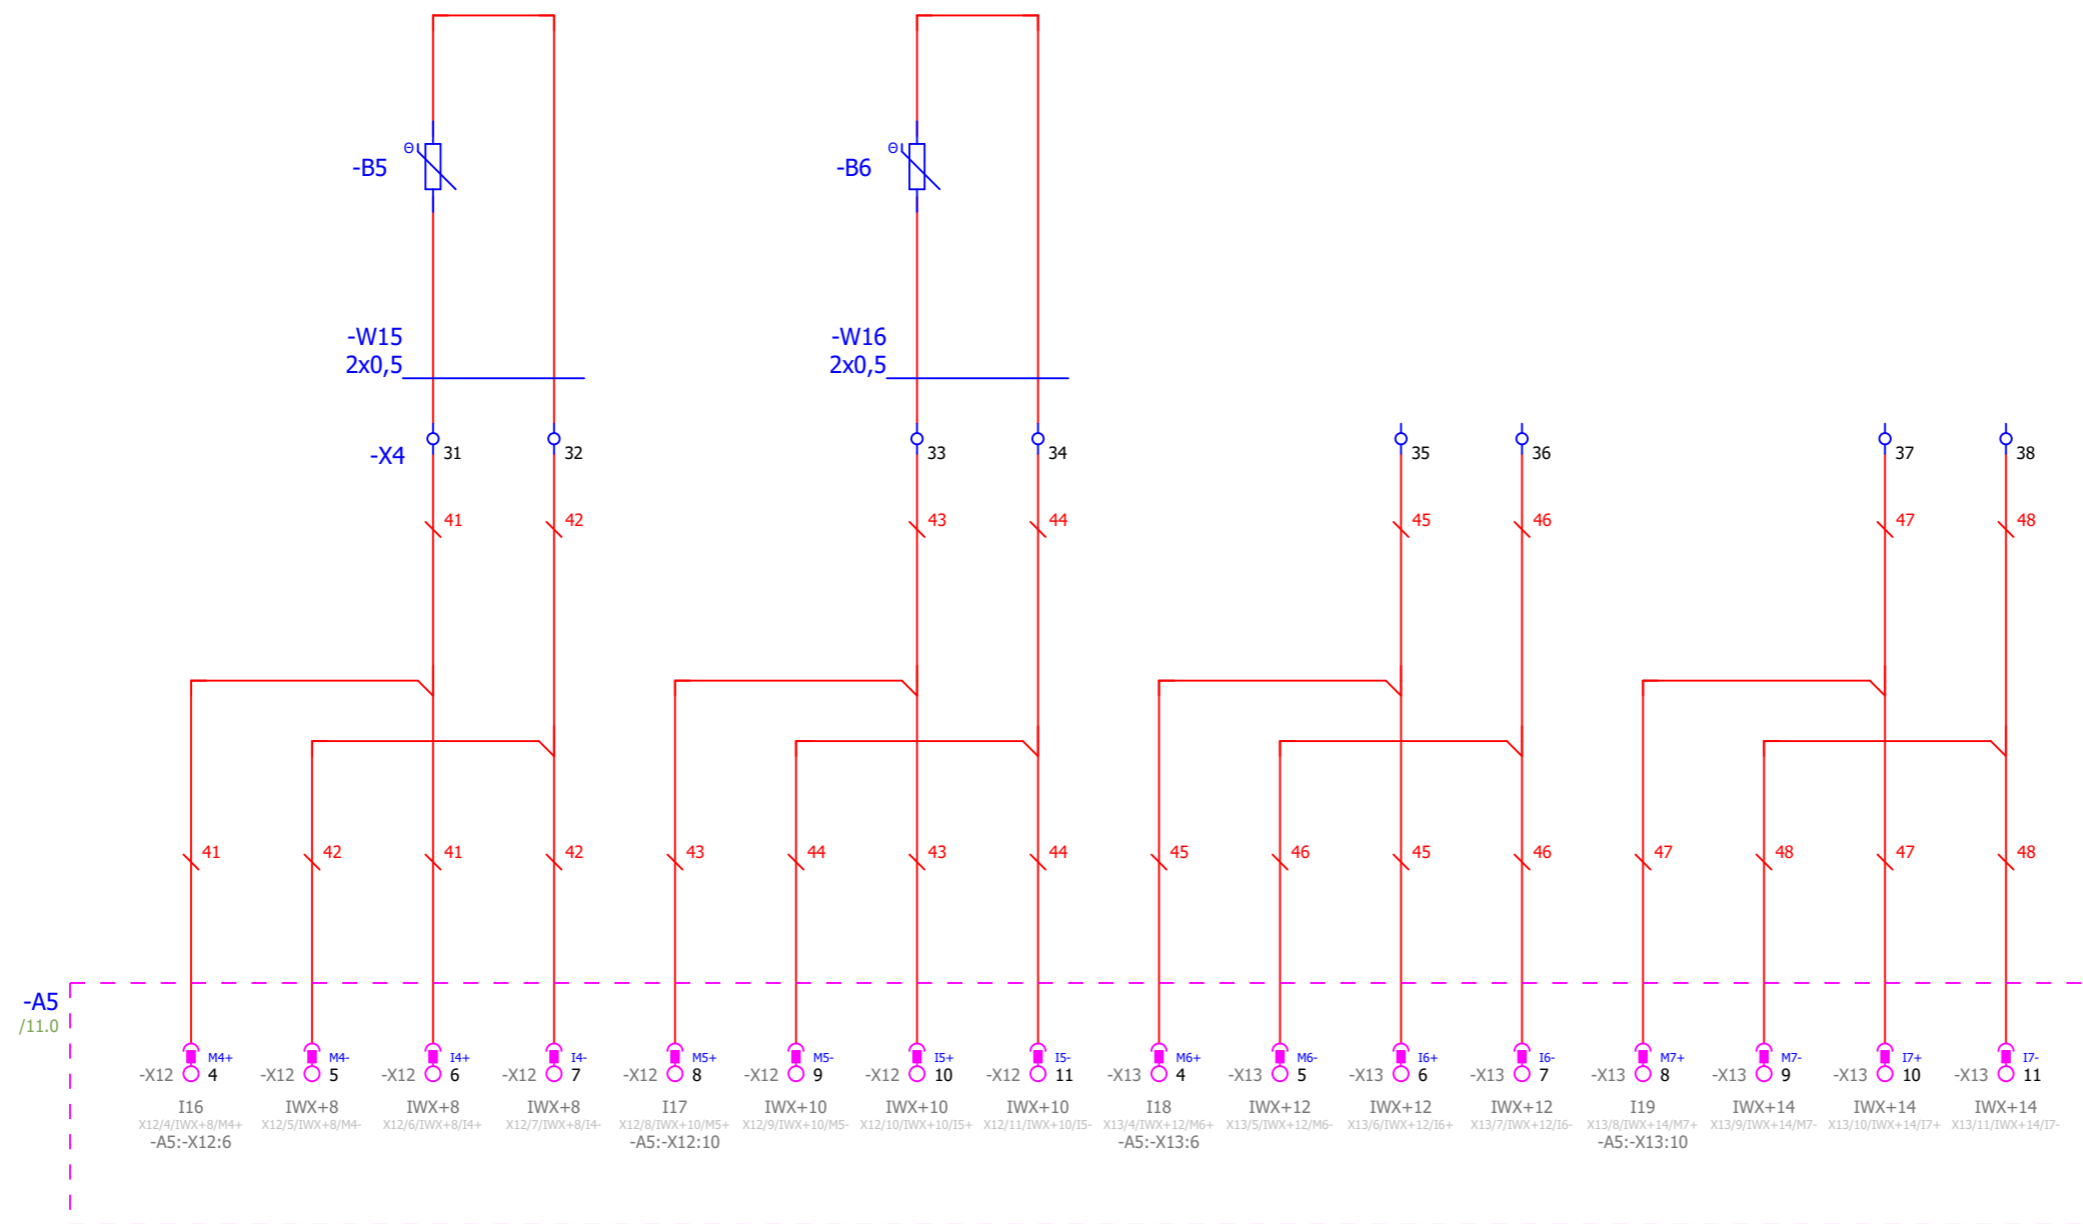 -B5
Θ
-B6
Θ
-W15
2x0,5
-W16
2x0,5
-X4
31
32
33
34
35
36
37
38
41
42
43
44
45
46
47
48
41
42
41
42
43
44
43
44
45
46
45
46
47
48
47
48
-A5
/11.0
M4+
M4-
I4+
I4-
M5+
M5-
I5+
I5-
M6+
M6-
I6+
I6-
M7+
M7-
I7+
I7-
-X12 4
-X12 5
-X12 6
-X12 7
-X12 8
-X12 9
-X12 10
-X12 11
-X13 4
-X13 5
-X13 6
-X13 7
-X13 8
-X13 9
-X13 10
-X13 11
I16
IWX+8
IWX+8
IWX+8
I17
IWX+10
IWX+10
IWX+10
I18
IWX+12
IWX+12
IWX+12
I19
IWX+14
IWX+14
IWX+14
X12/4/IWX+8/M4+
X12/5/IWX+8/M4-
X12/6/IWX+8/I4+
X12/7/IWX+8/I4-
X12/8/IWX+10/M5+
X12/9/IWX+10/M5-
X12/10/IWX+10/I5+
X12/11/IWX+10/I5-
X13/4/IWX+12/M6+
X13/5/IWX+12/M6-
X13/6/IWX+12/I6+
X13/7/IWX+12/I6-
X13/8/IWX+14/M7+
X13/9/IWX+14/M7-
X13/10/IWX+14/I7+
X13/11/IWX+14/I7-
-A5:-X12:6
-A5:-X12:10
-A5:-X13:6
-A5:-X13:10